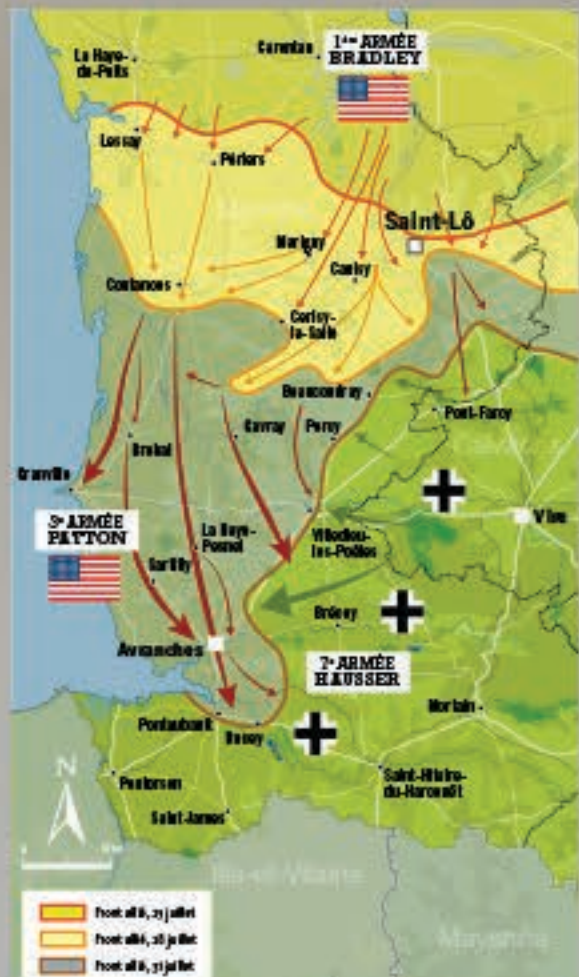 La Haye-
du-Puits
Carentan
1ère ARMÉE
BRADLEY
Lessay
Périers
Saint-Lô
Marigny
Canisy
Coutances
Cerisy-
la-Salle
Beaucoudray
Pont-Farcy
Gavray
Percy
Bréhal
Granville
3e ARMÉE
PATTON
La Haye-
Pesnel
Villedieu-
les-Poêles
Vire
Sartilly
Brécey
Avranches
7e ARMÉE
HAUSSER
Mortain
Pontaubault
Ducey
Pontorson
Saint-Hilaire-
du-Harcouët
Saint-James
N
Ille-et-Vilaine
Mayenne
Front allié, 25 juillet
Front allié, 28 juillet
Front allié, 31 juillet